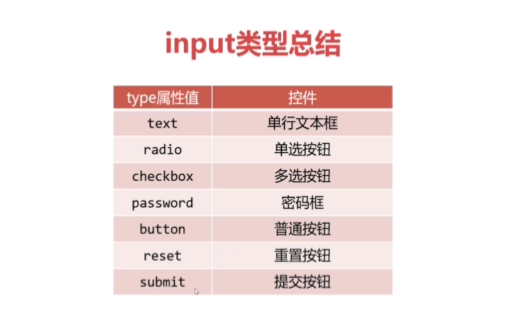 input类型总结
type属性值 控件
text 单行文本框
radio 单选按钮
checkbox 多选按钮
password 密码框
button 普通按钮
reset 重置按钮
submit 提交按钮